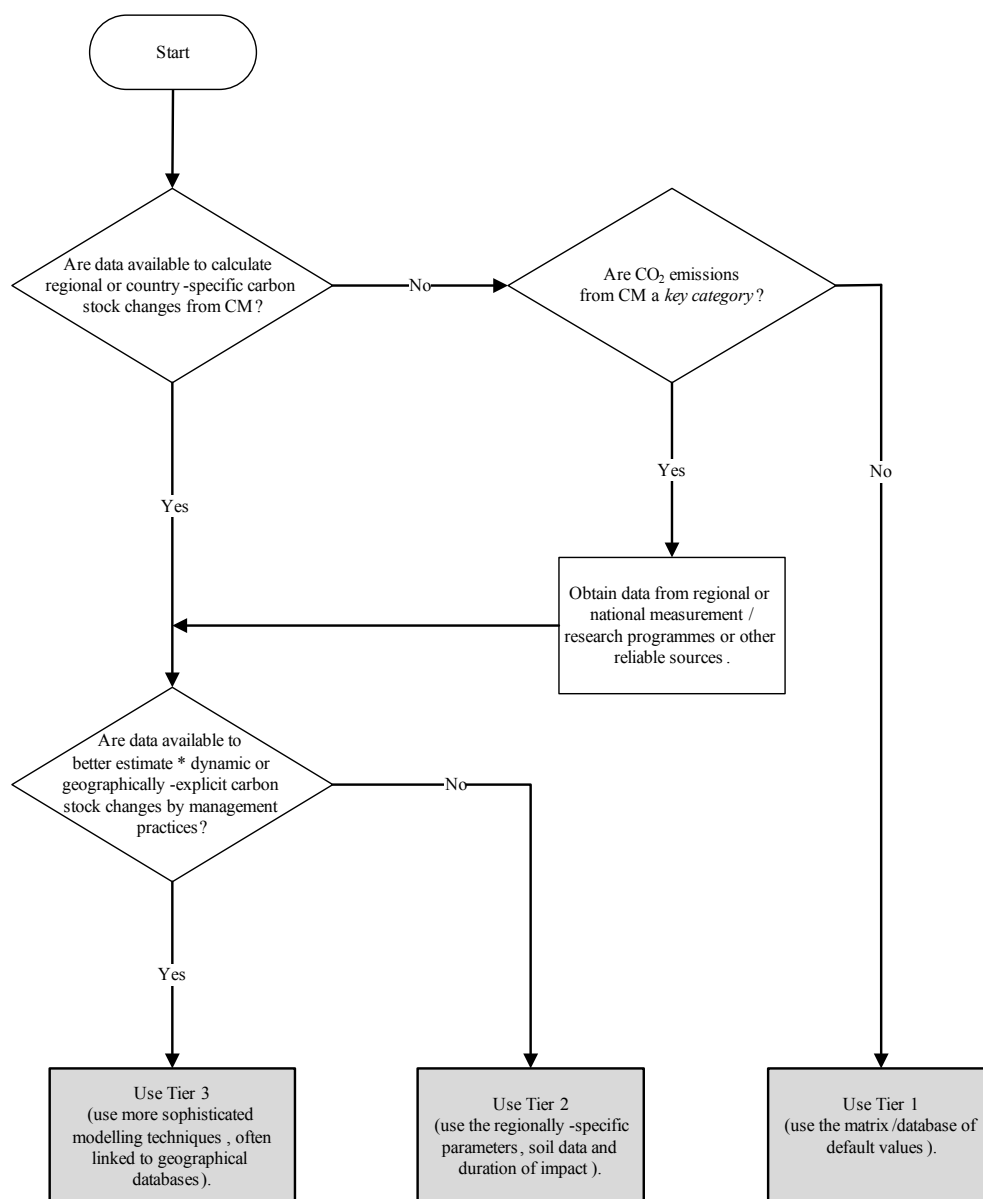 Start
Are data available to calculate
regional or country -specific carbon
stock changes from CM ?
No
Are CO₂ emissions
from CM a key category ?
Yes
No
Yes
Obtain data from regional or
national measurement /
research programmes or other
reliable sources .
Are data available to
better estimate * dynamic or
geographically -explicit carbon
stock changes by management
practices ?
No
Yes
Use Tier 3
(use more sophisticated
modelling techniques , often
linked to geographical
databases ).
Use Tier 2
(use the regionally -specific
parameters , soil data and
duration of impact ).
Use Tier 1
(use the matrix /database of
default values ).